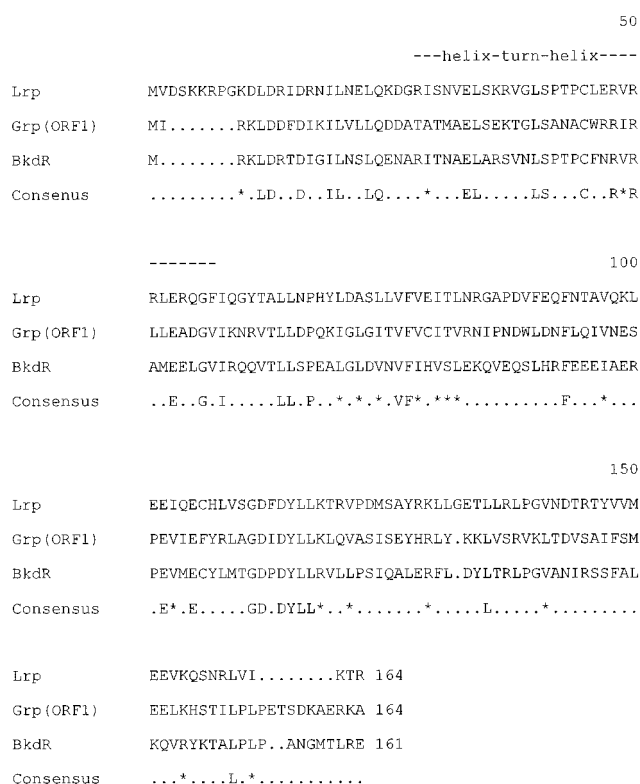 50
---helix-turn-helix----
Lrp MVDSKKRPGKDLDRIDRNILNELQKDGRISNVELSKRVGLSPTPCLERVR
Grp(ORF1) MI.......RKLDDFDIKILVLLQDDATATMAELSEKTGLSANACWRRIR
BkdR M........RKLDRTDIGILNSLQENARITNAELARSVNLSPTPCFNRVR
Consenus .........*.LD..D..IL..LQ....*...EL.....LS...C..R*R
------- 100
Lrp RLERQGFIQGYTALLNPHYLDASLLVFVEITLNRGAPDVFEQFNTAVQKL
Grp(ORF1) LLEADGVIKNRVTLLDPQKIGLGITVFVCITVRNIPNDWLDNFLQIVNES
BkdR AMEELGVIRQQVTLLSPEALGLDVNVFIHVSLEKQVEQSLHRFEEEIAER
Consensus ..E..G.I.....LL.P..*.*.*.VF*.***..........F...*...
150
Lrp EEIQECHLVSGDFDYLLKTRVPDMSAYRKLLGETLLRLPGVNDTRTYVVM
Grp(ORF1) PEVIEFYRLAGDIDYLLKLQVASISEYHRLY.KKLVSRVKLTDVSAIFSM
BkdR PEVMECYLMTGDPDYLLRVLLPSIQALERFL.DYLTRLPGVANIRSSFAL
Consensus .E*.E.....GD.DYLL*..*.......*.....L.....*.........
Lrp EEVKQSNRLVI........KTR 164
Grp(ORF1) EELKHSTILPLPETSDKAERKA 164
BkdR KQVRYKTALPLP..ANGMTLRE 161
Consensus ...*....L.*...........